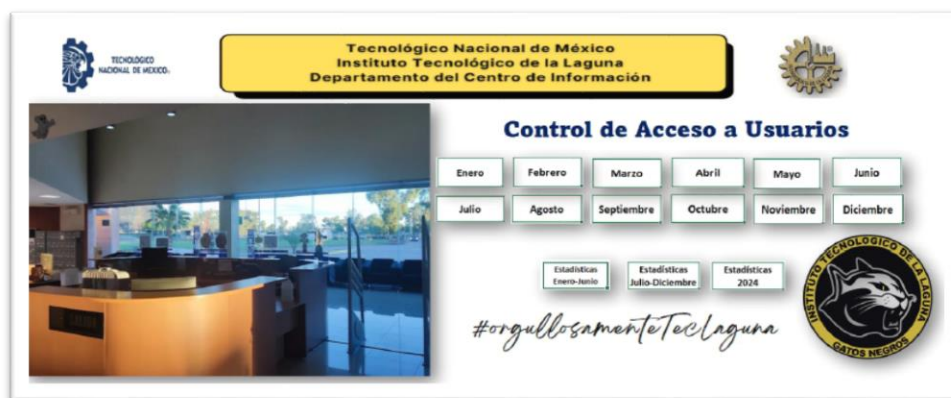 TECNOLÓGICO
NACIONAL DE MÉXICO®
Tecnológico Nacional de México
Instituto Tecnológico de la Laguna
Departamento del Centro de Información
Control de Acceso a Usuarios
Enero Febrero Marzo Abril Mayo Junio
Julio Agosto Septiembre Octubre Noviembre Diciembre
Estadísticas Estadísticas Estadísticas
Enero-Junio Julio-Diciembre 2024
#orgullosamenteTecLaguna
INSTITUTO TECNOLOGICO DE LA LAGUNA
GATOS NEGROS